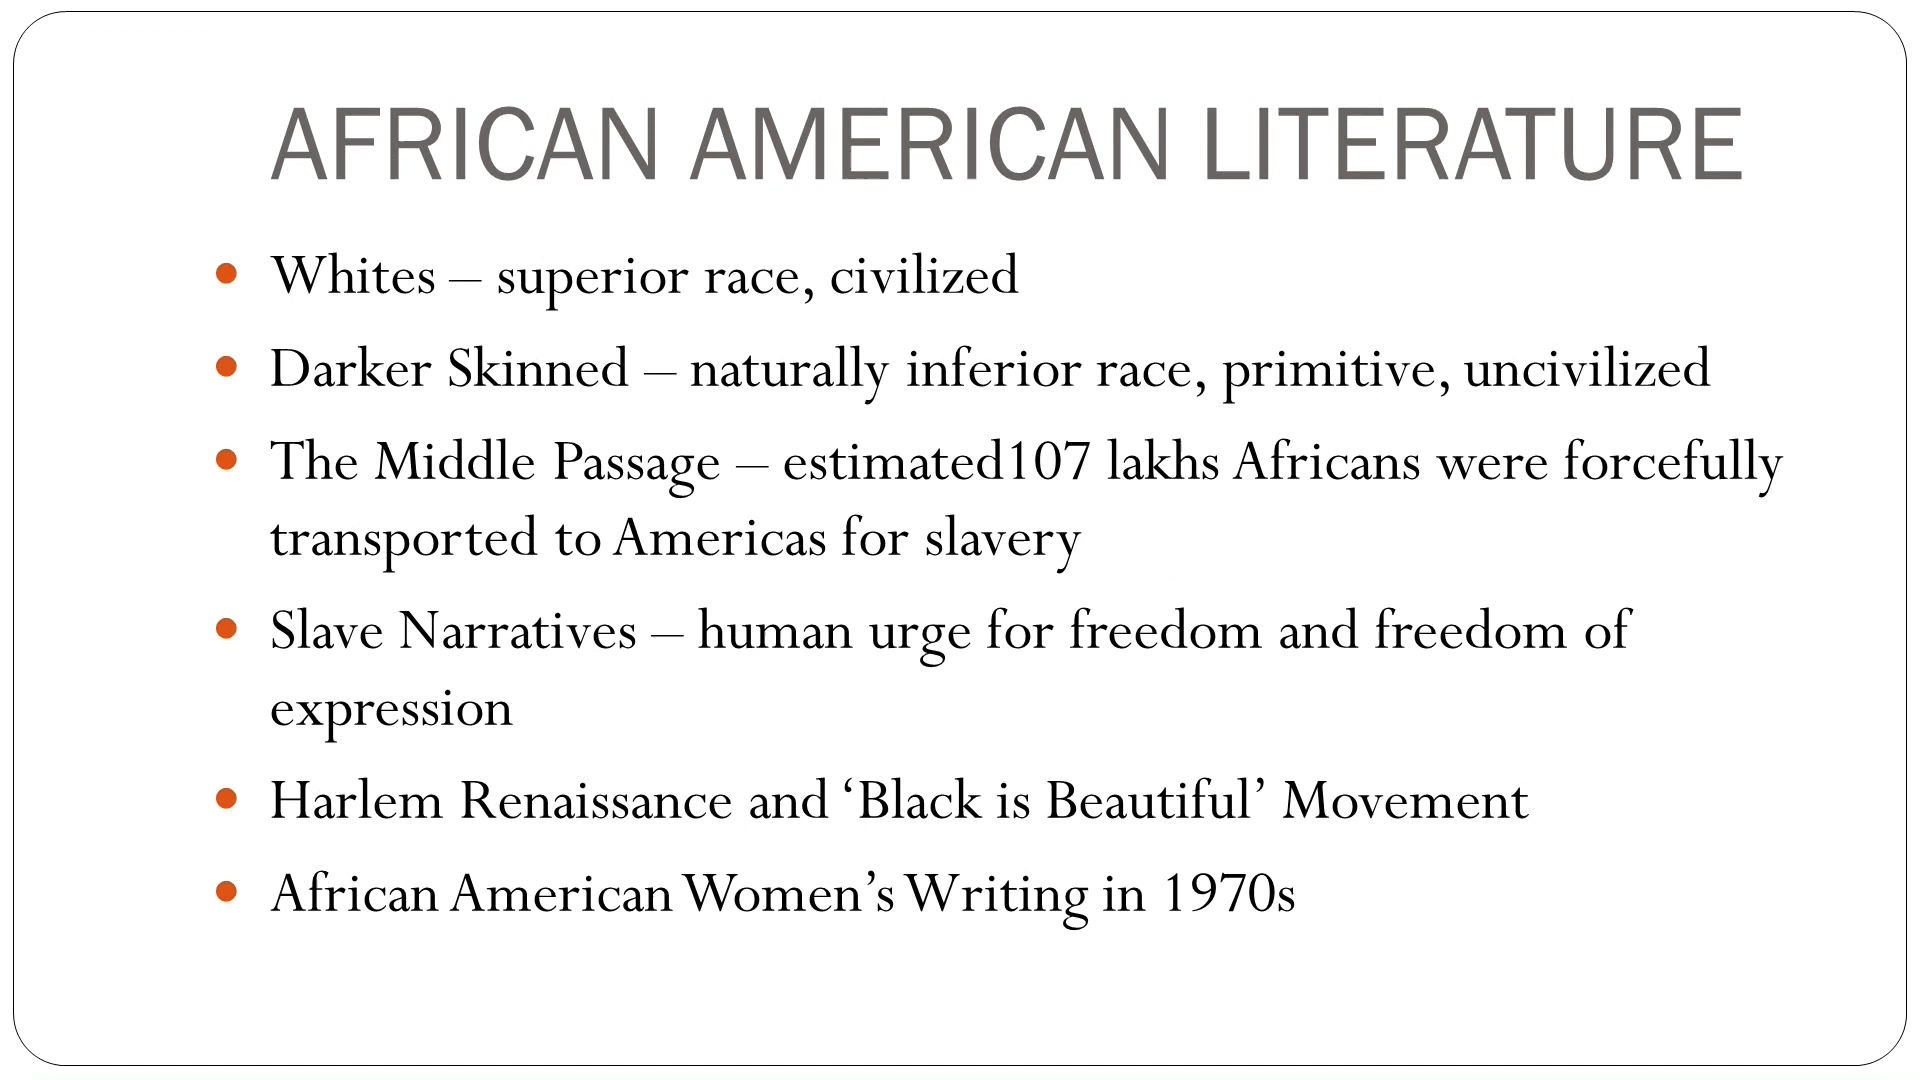 AFRICAN AMERICAN LITERATURE
• Whites – superior race, civilized
• Darker Skinned – naturally inferior race, primitive, uncivilized
• The Middle Passage – estimated107 lakhs Africans were forcefully
transported to Americas for slavery
• Slave Narratives – human urge for freedom and freedom of
expression
• Harlem Renaissance and ‘Black is Beautiful’ Movement
• African American Women’s Writing in 1970s